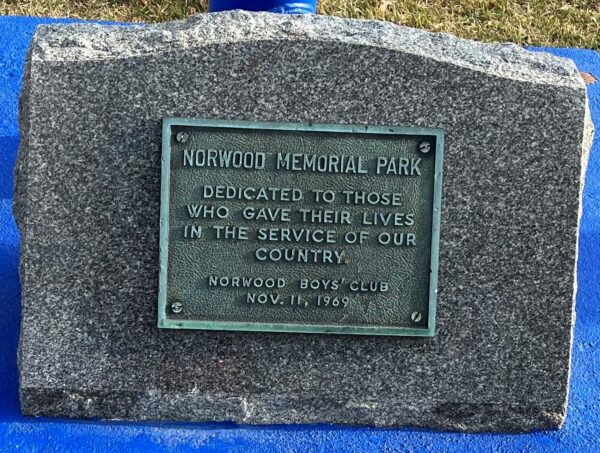 NORWOOD MEMORIAL PARK
DEDICATED TO THOSE
WHO GAVE THEIR LIVES
IN THE SERVICE OF OUR
COUNTRY.
NORWOOD BOYS' CLUB
NOV. 11, 1969